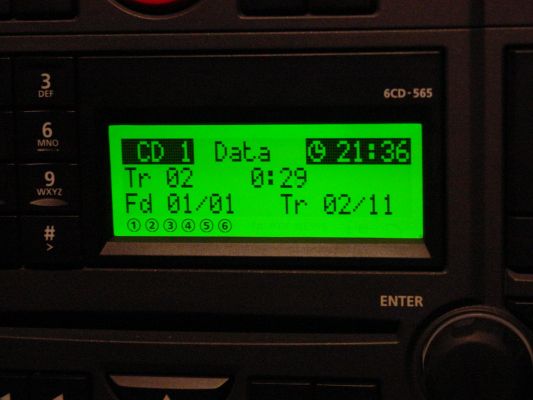 3
DEF
6CD-565
6
MNO
CD 1 Data 21:36
Tr 02 0:29
9
WXYZ
Fd 01/01 Tr 02/11
① ② ③ ④ ⑤ ⑥
#
>
ENTER